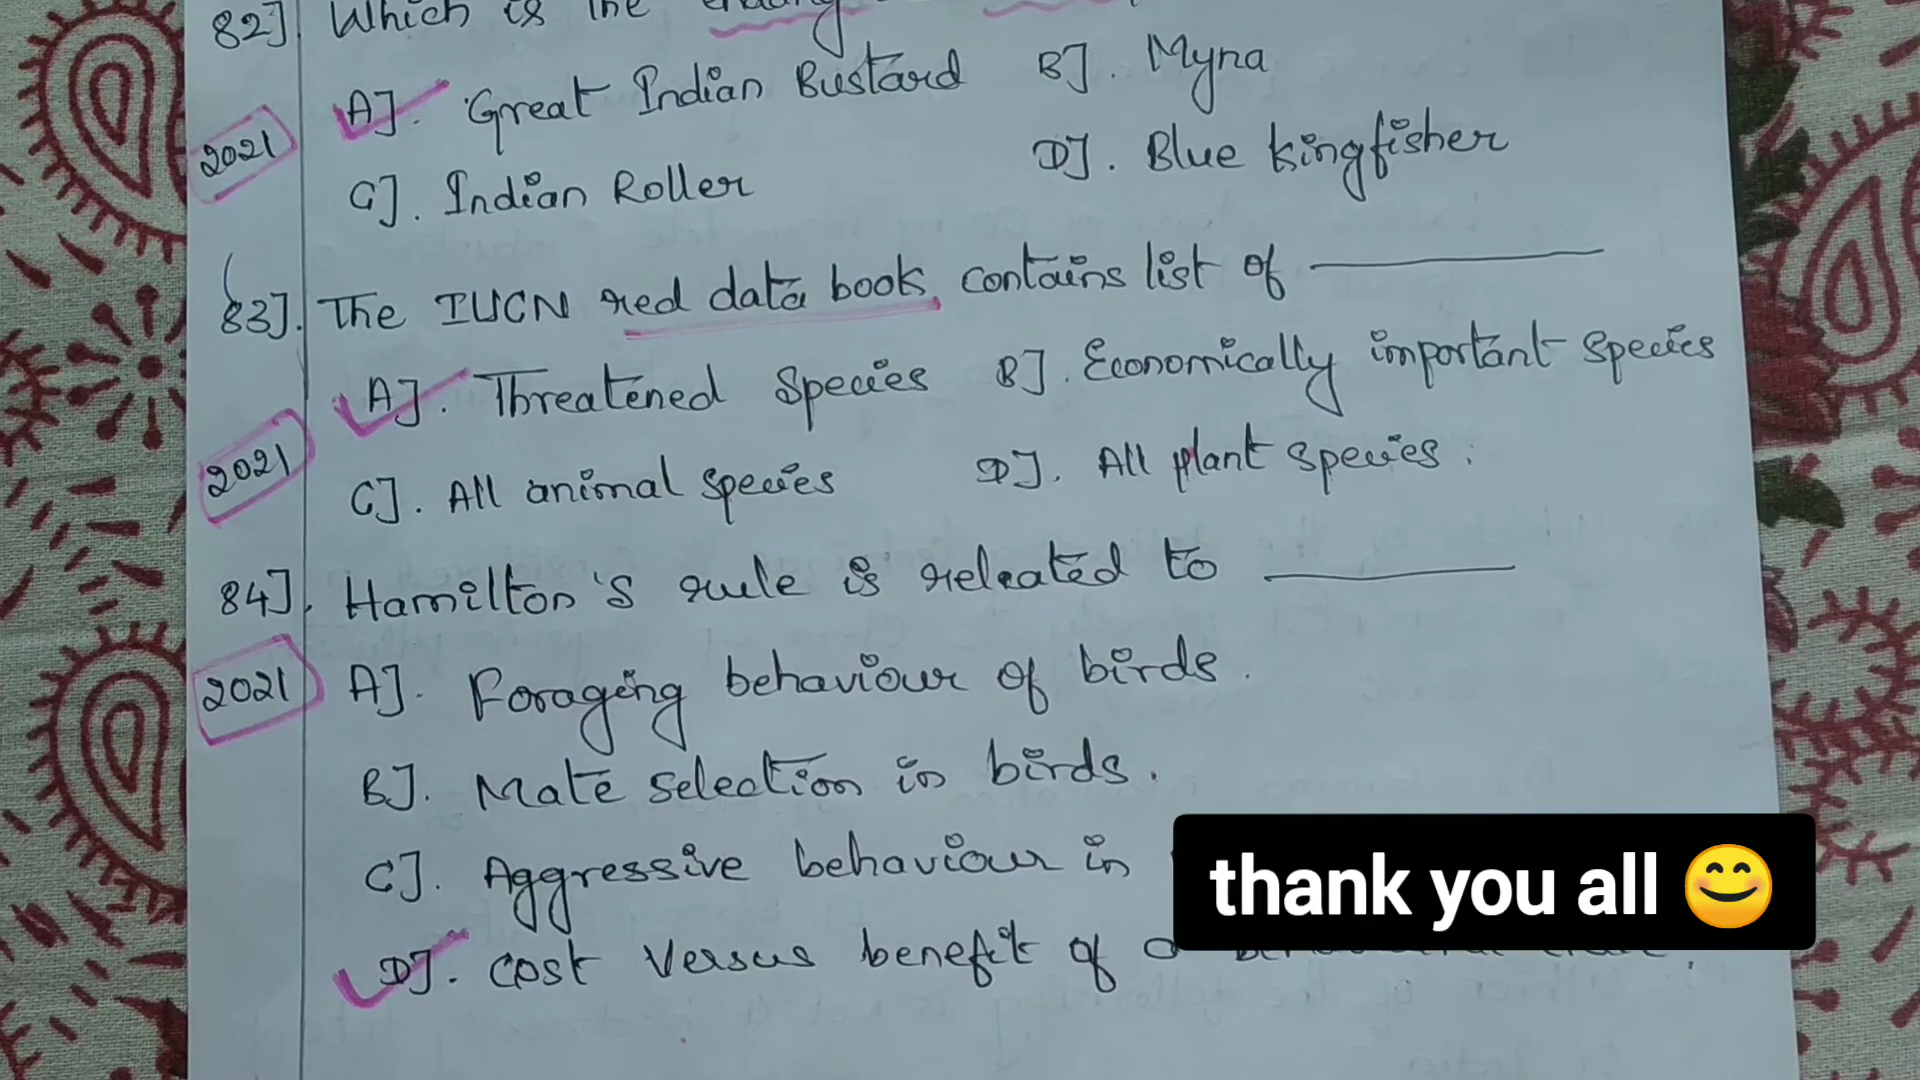 82]. Which is the
A]. Great Indian Bustard B]. Myna
2021
C]. Indian Roller D]. Blue kingfisher
83]. The IUCN red data book contains list of
A]. Threatened Species B]. Economically important species
2021
C]. All animal species D]. All plant species.
84]. Hamilton's rule is releated to
2021 A]. Foraging behaviour of birds.
B]. Mate selection in birds.
C]. Aggressive behaviour in
D]. Cost Versus benefit of a
thank you all 😊